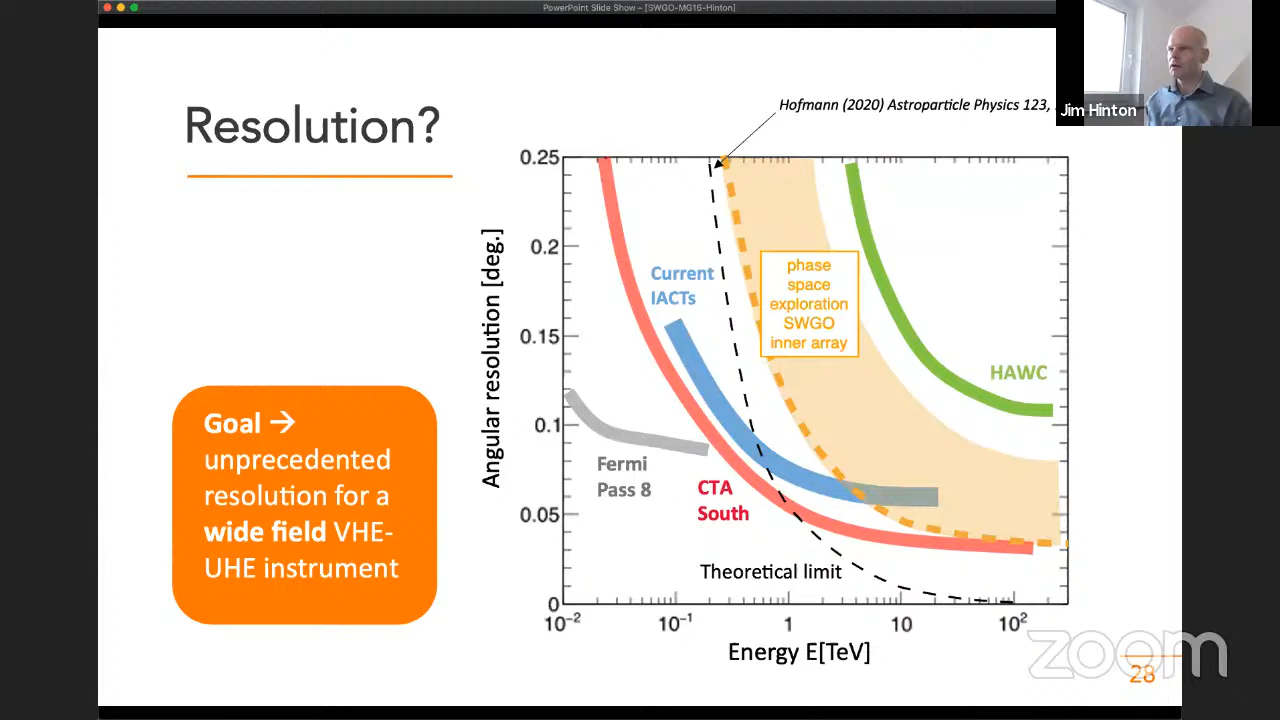 PowerPoint Slide Show – [SWGO-MG16-Hinton]
Jim Hinton
Resolution?
Hofmann (2020) Astroparticle Physics 123,
Goal →
unprecedented
resolution for a
wide field VHE-
UHE instrument
Angular resolution [deg.]
0.25
0.2
0.15
0.1
0.05
0
Current
IACTs
phase
space
exploration
SWGO
inner array
HAWC
Fermi
Pass 8
CTA
South
Theoretical limit
10⁻² 10⁻¹ 1 10 10²
Energy E[TeV]
zoom
28